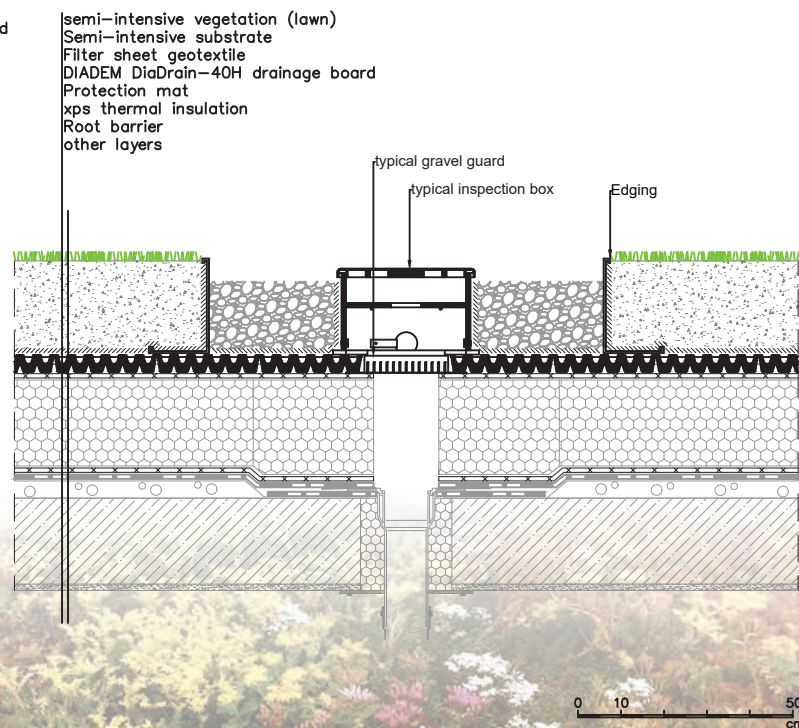 d
semi-intensive vegetation (lawn)
Semi-intensive substrate
Filter sheet geotextile
DIADEM DiaDrain-40H drainage board
Protection mat
xps thermal insulation
Root barrier
other layers
typical gravel guard
typical inspection box
Edging
0 10 50
cm